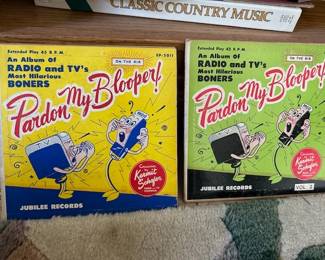 CLASSIC COUNTRY MUSIC
Extended Play 45 R.P.M.
ON THE AIR
EP-5011
An Album Of
RADIO and TV's
Most Hilarious
BONERS
Pardon My Blooper!
Kermit Schafer
JUBILEE RECORDS
Extended Play 45 R.P.M.
ON THE AIR
An Album Of
RADIO and TV's
Most Hilarious
BONERS
Pardon My Blooper!
Kermit Schafer
JUBILEE RECORDS
VOL. 2